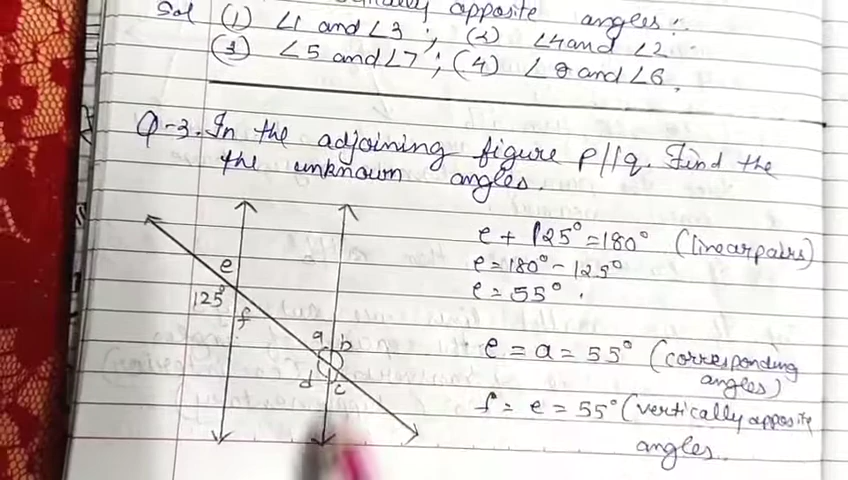 Sol (1) ∠1 and ∠3 ; (2) ∠4 and ∠2
opposite angles :
(3) ∠5 and ∠7 ; (4) ∠8 and ∠6.
Q-3. In the adjoining figure P||q. Find the
the unknown angles.
e
125°
f
a b
d c
e + 125° = 180° (linear pairs)
e = 180° - 125°
e = 55° .
e = a = 55° (corresponding
angles)
f = e = 55° (vertically apposite
angles.